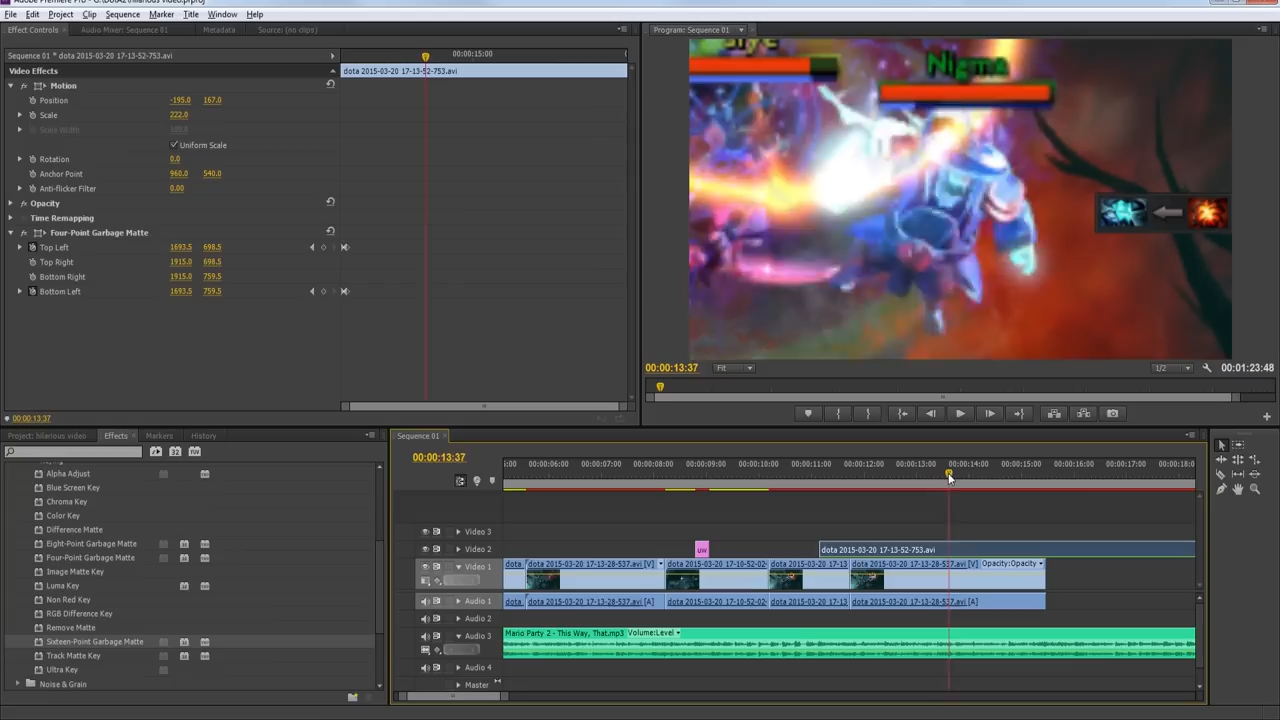 Adobe Premiere Pro - G:\Dota2\hilarious video.prproj
File Edit Project Clip Sequence Marker Title Window Help
Effect Controls Audio Mixer: Sequence 01 Metadata Source: (no clips)
Program: Sequence 01
Sequence 01 * dota 2015-03-20 17-13-52-753.avi
00:00:15:00
Video Effects
dota 2015-03-20 17-13-52-753.avi
Motion
Position -195.0 167.0
Scale 222.0
Scale Width
Uniform Scale
Rotation 0.0
Anchor Point 960.0 540.0
Anti-flicker Filter 0.00
Opacity
Time Remapping
Four-Point Garbage Matte
Top Left 1693.5 698.5
Top Right 1915.0 698.5
Bottom Right 1915.0 759.5
Bottom Left 1693.5 759.5
Nigma
00:00:13:37 Fit 1/2 00:01:23:48
00:00:13:37
Project: hilarious video Effects Markers History
Alpha Adjust
Blue Screen Key
Chroma Key
Color Key
Difference Matte
Eight-Point Garbage Matte
Four-Point Garbage Matte
Image Matte Key
Luma Key
Non Red Key
RGB Difference Key
Remove Matte
Sixteen-Point Garbage Matte
Track Matte Key
Ultra Key
Noise & Grain
Sequence 01
00:00:13:37
5:00 00:00:06:00 00:00:07:00 00:00:08:00 00:00:09:00 00:00:10:00 00:00:11:00 00:00:12:00 00:00:13:00 00:00:14:00 00:00:15:00 00:00:16:00 00:00:17:00 00:00:18:0
Video 3
Video 2 uw dota 2015-03-20 17-13-52-753.avi
Video 1 dota dota 2015-03-20 17-13-28-537.avi [V] dota 2015-03-20 17-10-52-02 dota 2015-03-20 17-13 dota 2015-03-20 17-13-28-537.avi [V] Opacity:Opacity
Audio 1 dota dota 2015-03-20 17-13-28-537.avi [A] dota 2015-03-20 17-10-52-02 dota 2015-03-20 17-13 dota 2015-03-20 17-13-28-537.avi [A]
Audio 2
Audio 3 Mario Party 2 - This Way, That.mp3 Volume:Level
Audio 4
Master